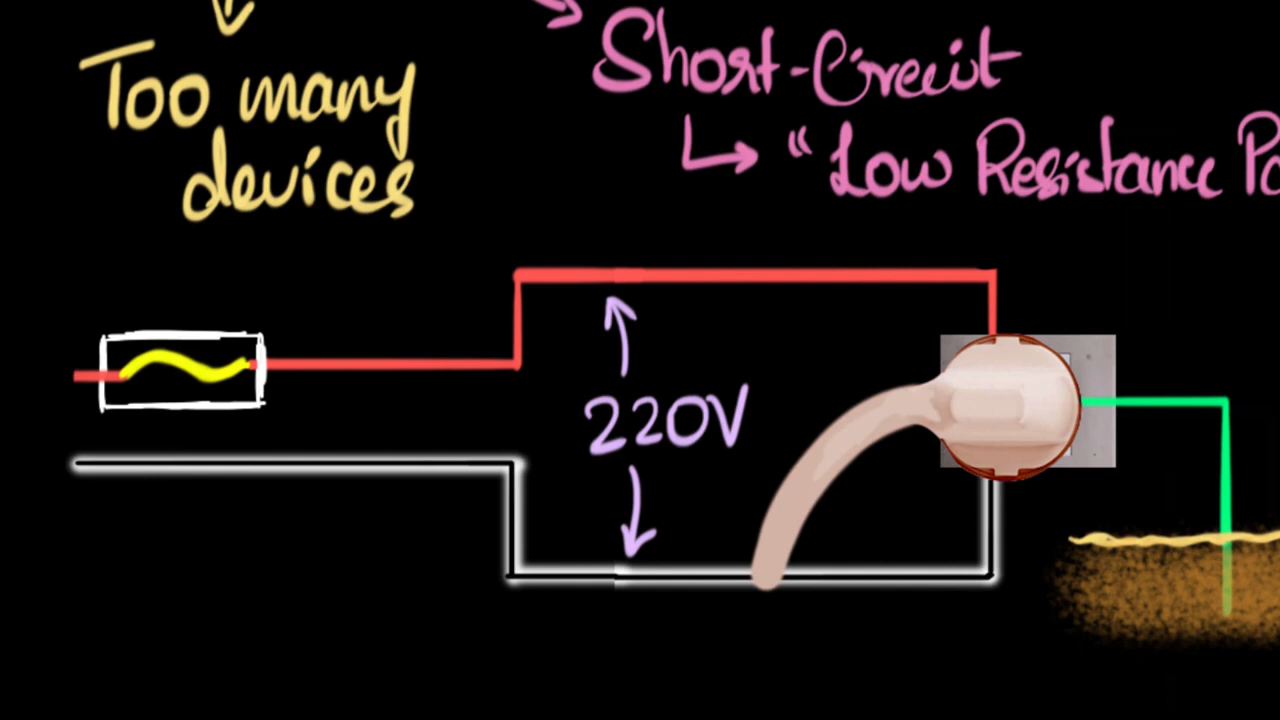 Too many
devices
Short-Circuit
"Low Resistance
220V